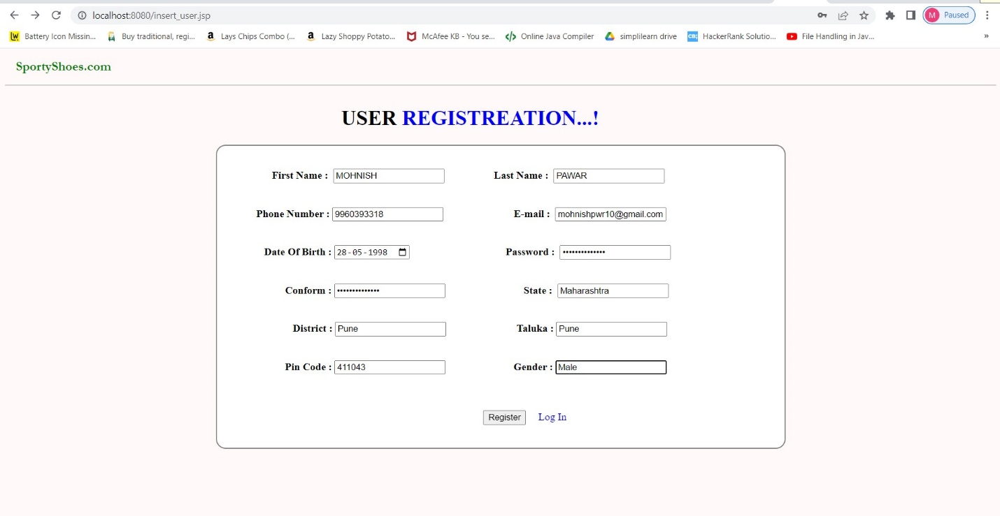 localhost:8080/insert_user.jsp
M Paused
Battery Icon Missin... Buy traditional, regi... Lays Chips Combo (... Lazy Shoppy Potato... McAfee KB - You se... Online Java Compiler simplilearn drive HackerRank Solutio... File Handling in Jav... »
SportyShoes.com
USER REGISTREATION...!
First Name : MOHNISH Last Name : PAWAR
Phone Number : 9960393318 E-mail : mohnishpwr10@gmail.com
Date Of Birth : 28-05-1998 Password : ••••••••••••••
Conform : •••••••••••••• State : Maharashtra
District : Pune Taluka : Pune
Pin Code : 411043 Gender : Male
Register Log In